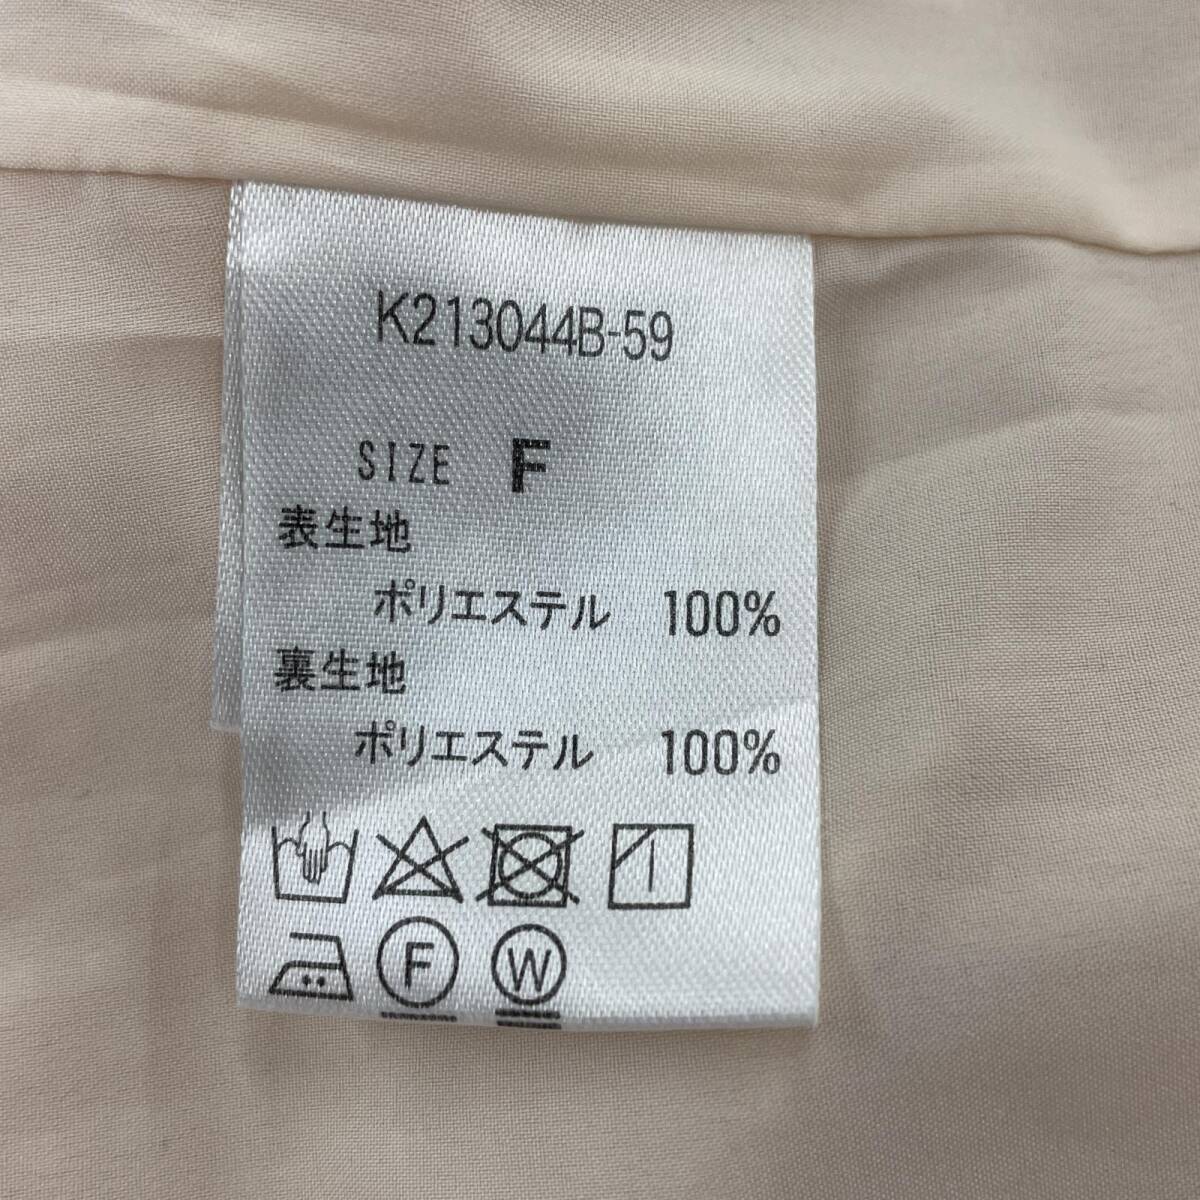 K213044B-59
SIZE F
表生地
ポリエステル 100%
裏生地
ポリエステル 100%
F W